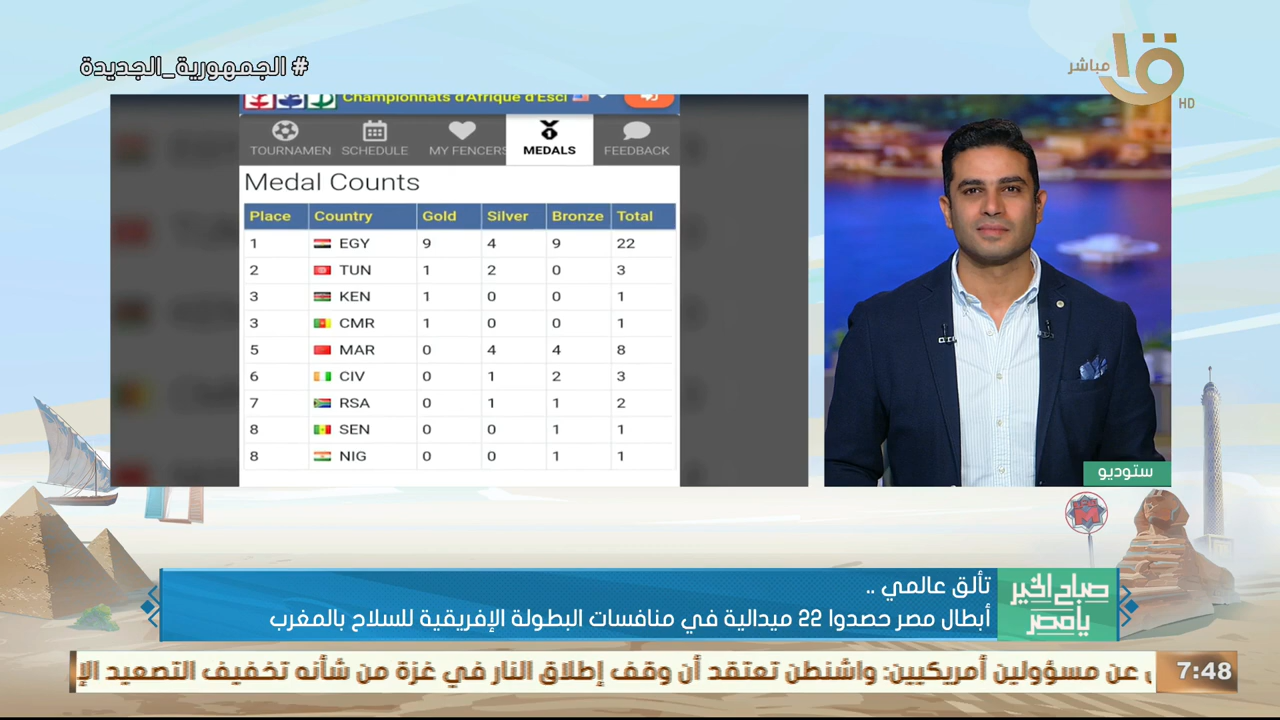 # الجمهورية_الجديدة
مباشر
HD
Championnats d'Afrique d'Escr
TOURNAMEN SCHEDULE MY FENCERS MEDALS FEEDBACK
Medal Counts
Place Country Gold Silver Bronze Total
1 EGY 9 4 9 22
2 TUN 1 2 0 3
3 KEN 1 0 0 1
3 CMR 1 0 0 1
5 MAR 0 4 4 8
6 CIV 0 1 2 3
7 RSA 0 1 1 2
8 SEN 0 0 1 1
8 NIG 0 0 1 1
ستوديو
صباح الخير
يا مصر
تألق عالمي ..
أبطال مصر حصدوا 22 ميدالية في منافسات البطولة الإفريقية للسلاح بالمغرب
7:48
عن مسؤولين أمريكيين: واشنطن تعتقد أن وقف إطلاق النار في غزة من شأنه تخفيف التصعيد الإ